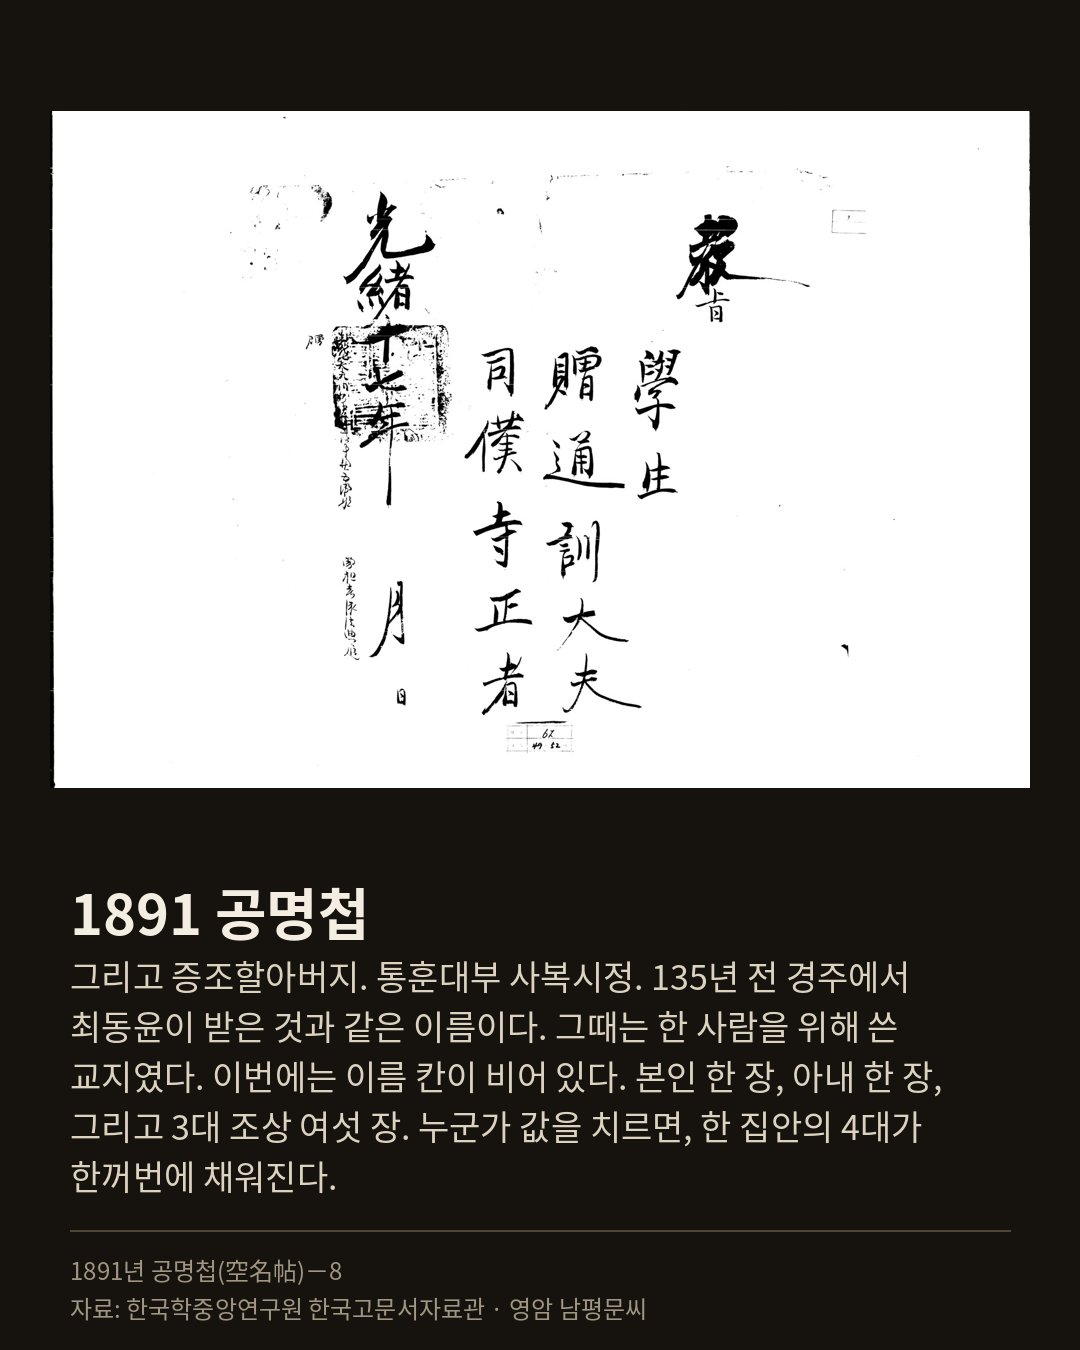 敎旨
學生
贈通訓大夫
司僕寺正者
光緖十七年 月 日
67
49 52
1891 공명첩
그리고 증조할아버지. 통훈대부 사복시정. 135년 전 경주에서
최동윤이 받은 것과 같은 이름이다. 그때는 한 사람을 위해 쓴
교지였다. 이번에는 이름 칸이 비어 있다. 본인 한 장, 아내 한 장,
그리고 3대 조상 여섯 장. 누군가 값을 치르면, 한 집안의 4대가
한꺼번에 채워진다.
1891년 공명첩(空名帖)－8
자료: 한국학중앙연구원 한국고문서자료관 · 영암 남평문씨